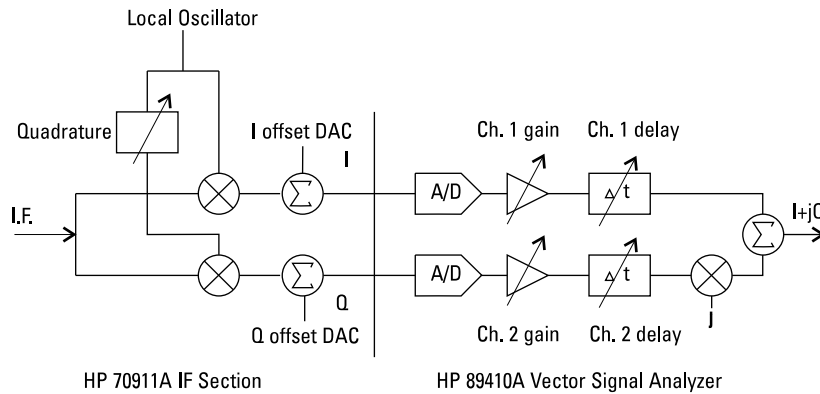 Local Oscillator
Quadrature
I offset DAC
I
Ch. 1 gain
Ch. 1 delay
A/D
Δ t
I.F.
I+jQ
Σ
Σ
Σ
A/D
Δ t
Q
j
Q offset DAC
Ch. 2 gain
Ch. 2 delay
HP 70911A IF Section
HP 89410A Vector Signal Analyzer